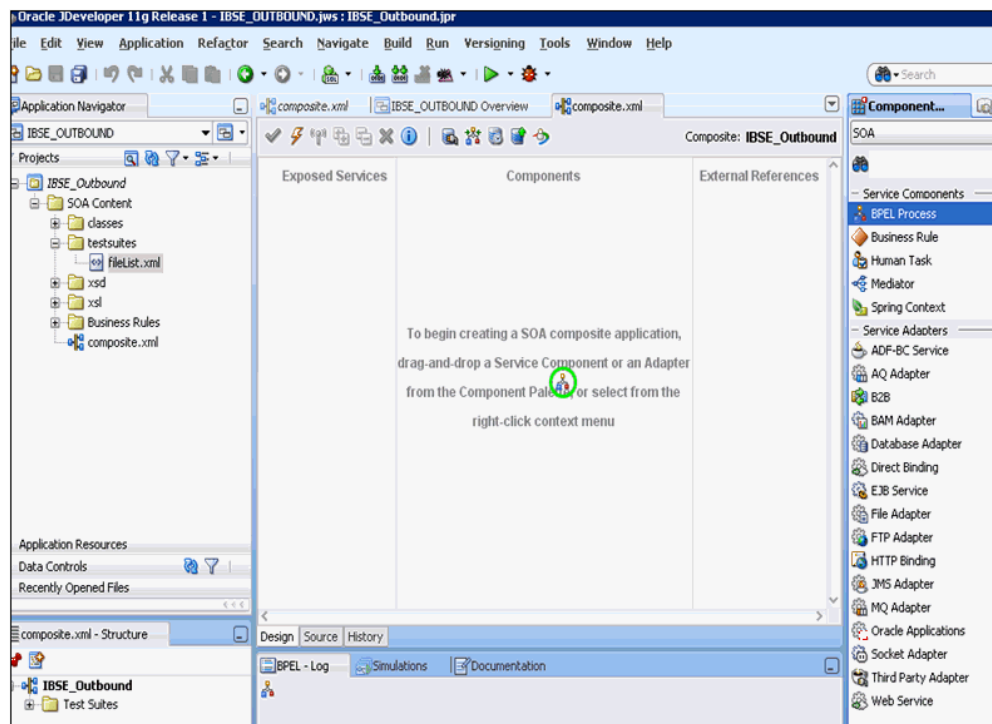 Oracle JDeveloper 11g Release 1 - IBSE_OUTBOUND.jws : IBSE_Outbound.jpr
ile Edit View Application Refactor Search Navigate Build Run Versioning Tools Window Help
Search
Application Navigator
composite.xml
IBSE_OUTBOUND Overview
composite.xml
Component...
IBSE_OUTBOUND
Composite: IBSE_Outbound
SOA
Projects
IBSE_Outbound
SOA Content
classes
testsuites
fileList.xml
xsd
xsl
Business Rules
composite.xml
Application Resources
Data Controls
Recently Opened Files
composite.xml - Structure
IBSE_Outbound
Test Suites
Exposed Services
Components
External References
To begin creating a SOA composite application,
drag-and-drop a Service Component or an Adapter
from the Component Palette, or select from the
right-click context menu
Design Source History
BPEL - Log
Simulations
Documentation
Service Components
BPEL Process
Business Rule
Human Task
Mediator
Spring Context
Service Adapters
ADF-BC Service
AQ Adapter
B2B
BAM Adapter
Database Adapter
Direct Binding
EJB Service
File Adapter
FTP Adapter
HTTP Binding
JMS Adapter
MQ Adapter
Oracle Applications
Socket Adapter
Third Party Adapter
Web Service